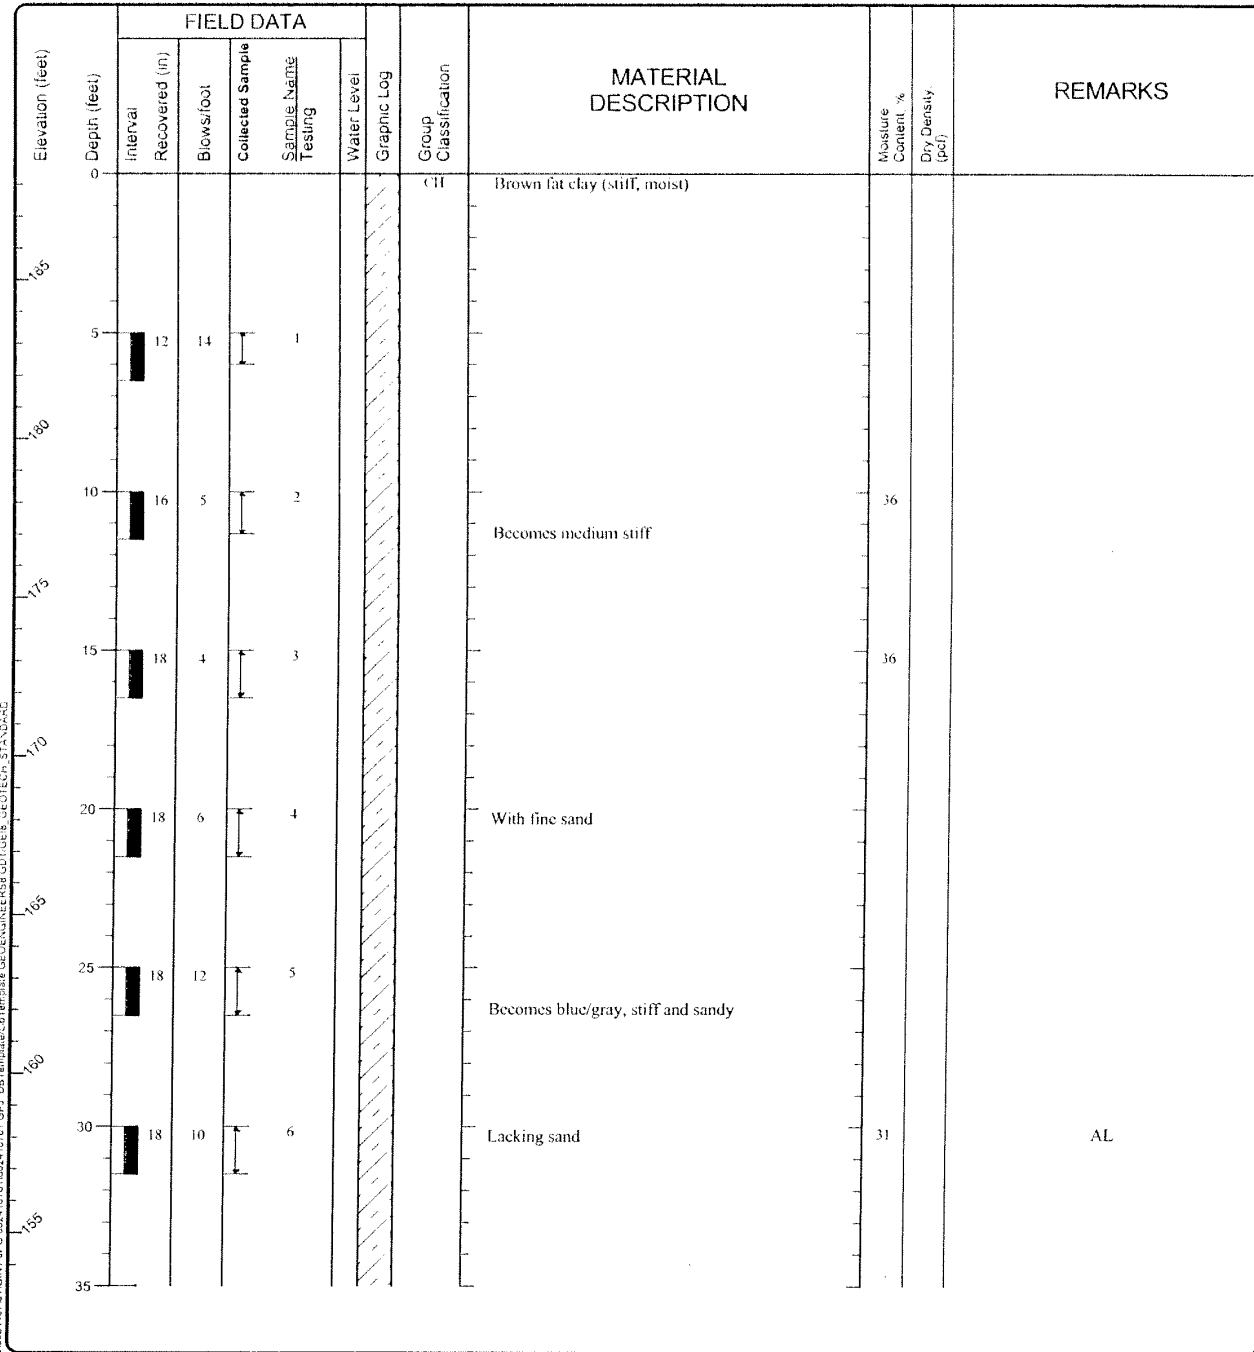 FIELD DATA
Elevation (feet)
Depth (feet)
Interval
Recovered (in)
Blows/foot
Collected Sample
Sample Name
Testing
Water Level
Graphic Log
Group
Classification
MATERIAL
DESCRIPTION
Moisture
Content, %
Dry Density,
(pcf)
REMARKS
0 CH Brown fat clay (stiff, moist)
185
5 12 14 1
180
10 16 5 2 36
Becomes medium stiff
175
15 18 4 3 36
170
20 18 6 4 With fine sand
165
25 18 12 5
Becomes blue/gray, stiff and sandy
160
30 18 10 6 Lacking sand 31 AL
155
35